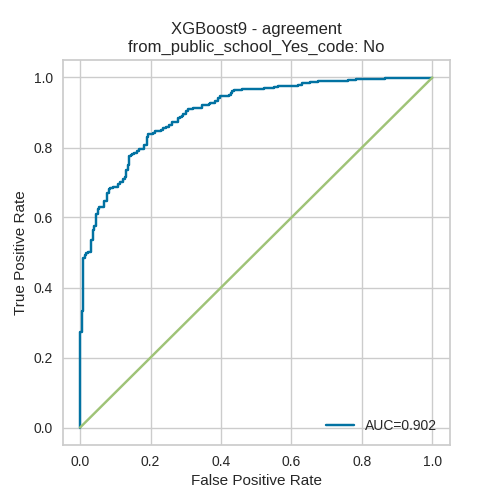 XGBoost9 - agreement
from_public_school_Yes_code: No
1.0
0.8
0.6
0.4
0.2
0.0
True Positive Rate
AUC=0.902
0.0 0.2 0.4 0.6 0.8 1.0
False Positive Rate